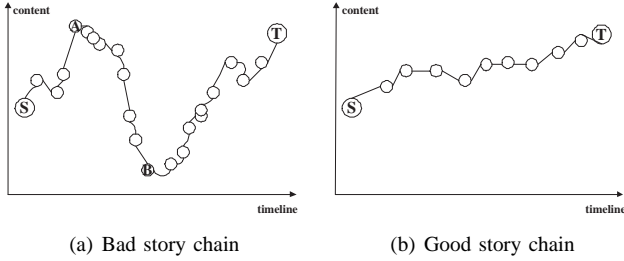 content
A
T
S
B
timeline
(a) Bad story chain
content
T
S
timeline
(b) Good story chain